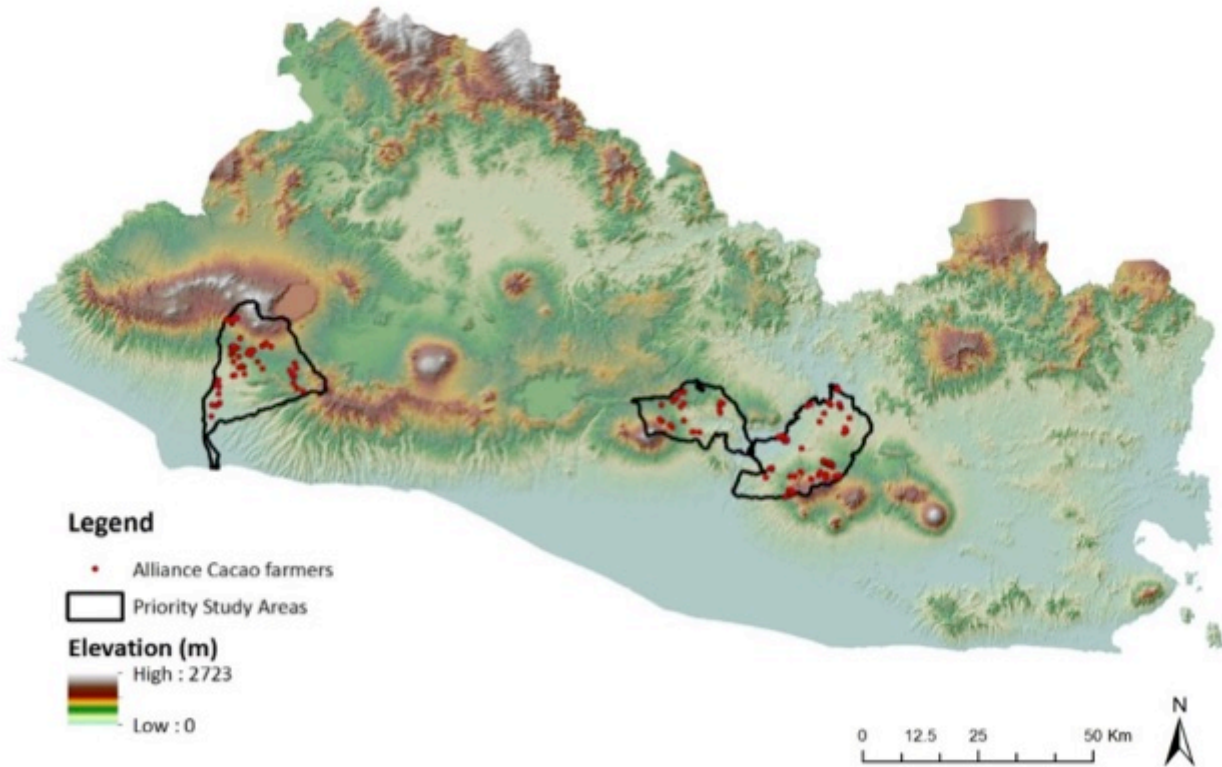 Legend
Alliance Cacao farmers
Priority Study Areas
Elevation (m)
High : 2723
Low : 0
0 12.5 25 50 Km
N